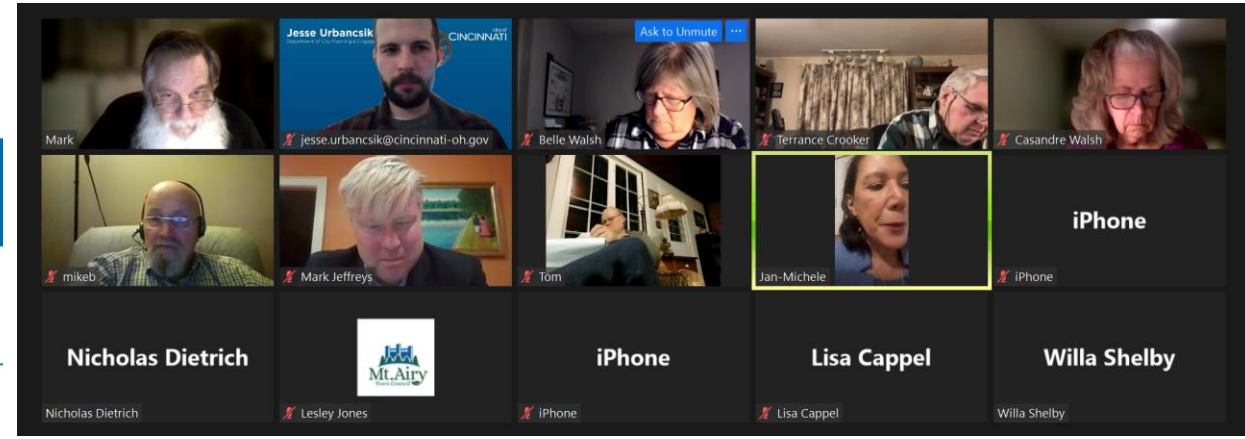 Jesse Urbancsik
Department of City Planning & Engagement
city of
CINCINNATI
Ask to Unmute
...
Mark
jesse.urbancsik@cincinnati-oh.gov
Belle Walsh
Terrance Crooker
Casandre Walsh
iPhone
mikeb
Mark Jeffreys
Tom
Jan-Michele
iPhone
Nicholas Dietrich
Mt. Airy
Town Council
iPhone
Lisa Cappel
Willa Shelby
Nicholas Dietrich
Lesley Jones
iPhone
Lisa Cappel
Willa Shelby